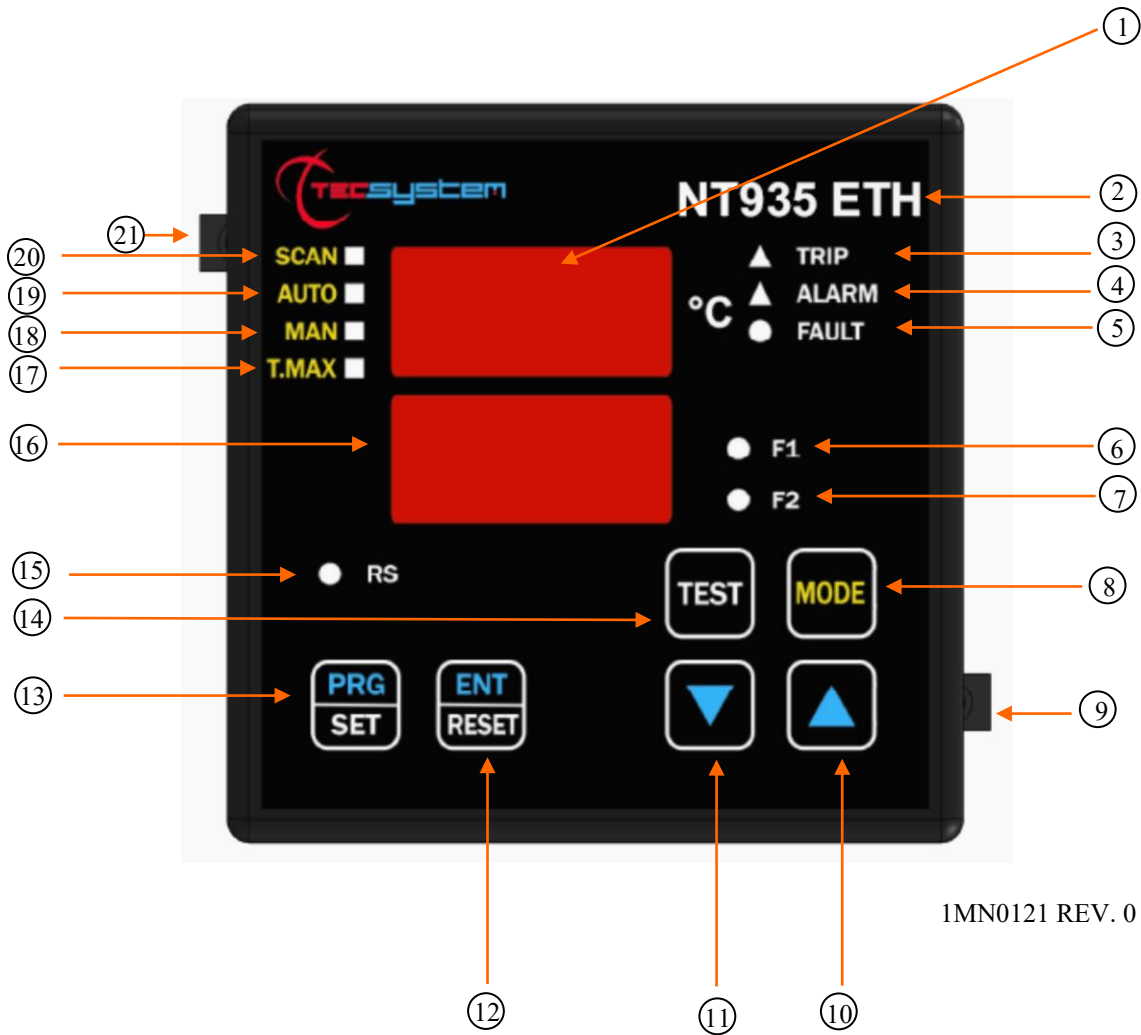 1
TECSYSTEM
NT935 ETH
2
21
20
SCAN
TRIP
3
19
AUTO
°C
ALARM
4
18
MAN
FAULT
5
17
T.MAX
16
F1
6
F2
7
15
RS
14
TEST
MODE
8
13
PRG
SET
ENT
RESET
9
1MN0121 REV. 0
12
11
10